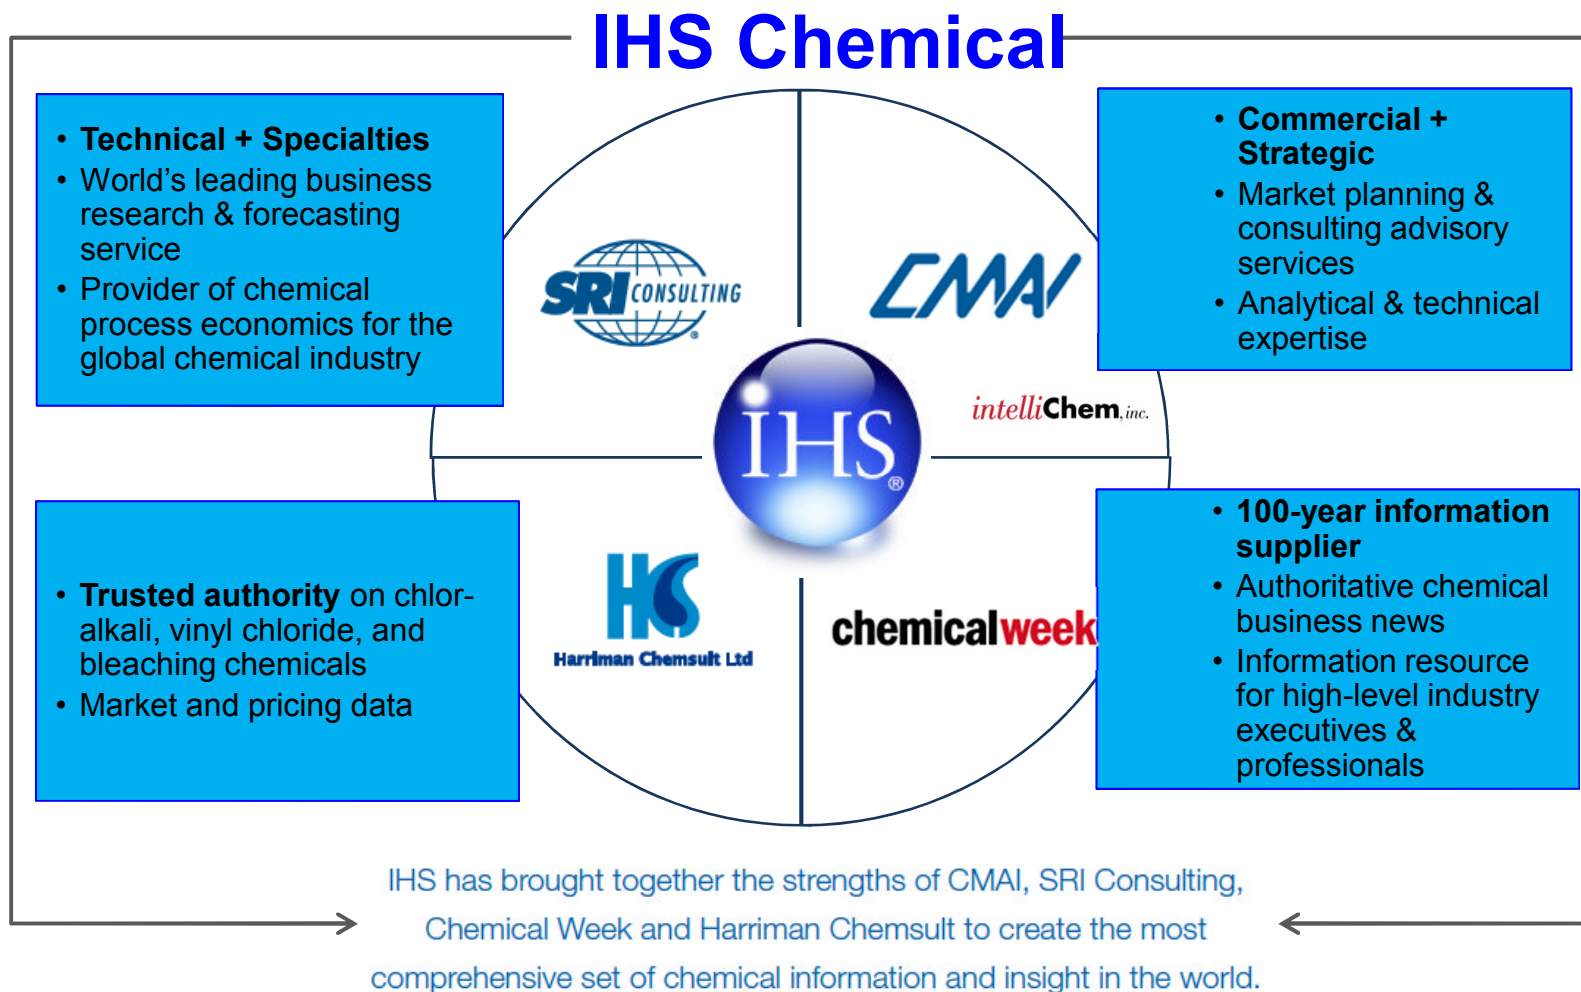 IHS Chemical
• Technical + Specialties
• World’s leading business
research & forecasting
service
• Provider of chemical
process economics for the
global chemical industry
• Commercial +
Strategic
• Market planning &
consulting advisory
services
• Analytical & technical
expertise
SRI CONSULTING
®
CMAI
intelliChem, inc.
IHS
®
• Trusted authority on chlor-
alkali, vinyl chloride, and
bleaching chemicals
• Market and pricing data
HCS
Harriman Chemsult Ltd
chemicalweek
• 100-year information
supplier
• Authoritative chemical
business news
• Information resource
for high-level industry
executives &
professionals
IHS has brought together the strengths of CMAI, SRI Consulting,
Chemical Week and Harriman Chemsult to create the most
comprehensive set of chemical information and insight in the world.